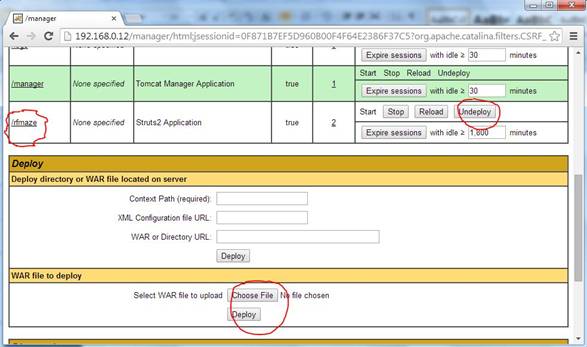 /manager
192.168.0.12/manager/html;jsessionid=0F871B7EF5D960B00F4F64E2386F37C5?org.apache.catalina.filters.CSRF_
true
Expire sessions with idle ≥ 30 minutes
/manager None specified Tomcat Manager Application true 1 Start Stop Reload Undeploy
Expire sessions with idle ≥ 30 minutes
/rfmaze None specified Struts2 Application true 2 Start Stop Reload Undeploy
Expire sessions with idle ≥ 1,800 minutes
Deploy
Deploy directory or WAR file located on server
Context Path (required):
XML Configuration file URL:
WAR or Directory URL:
Deploy
WAR file to deploy
Select WAR file to upload Choose File No file chosen
Deploy